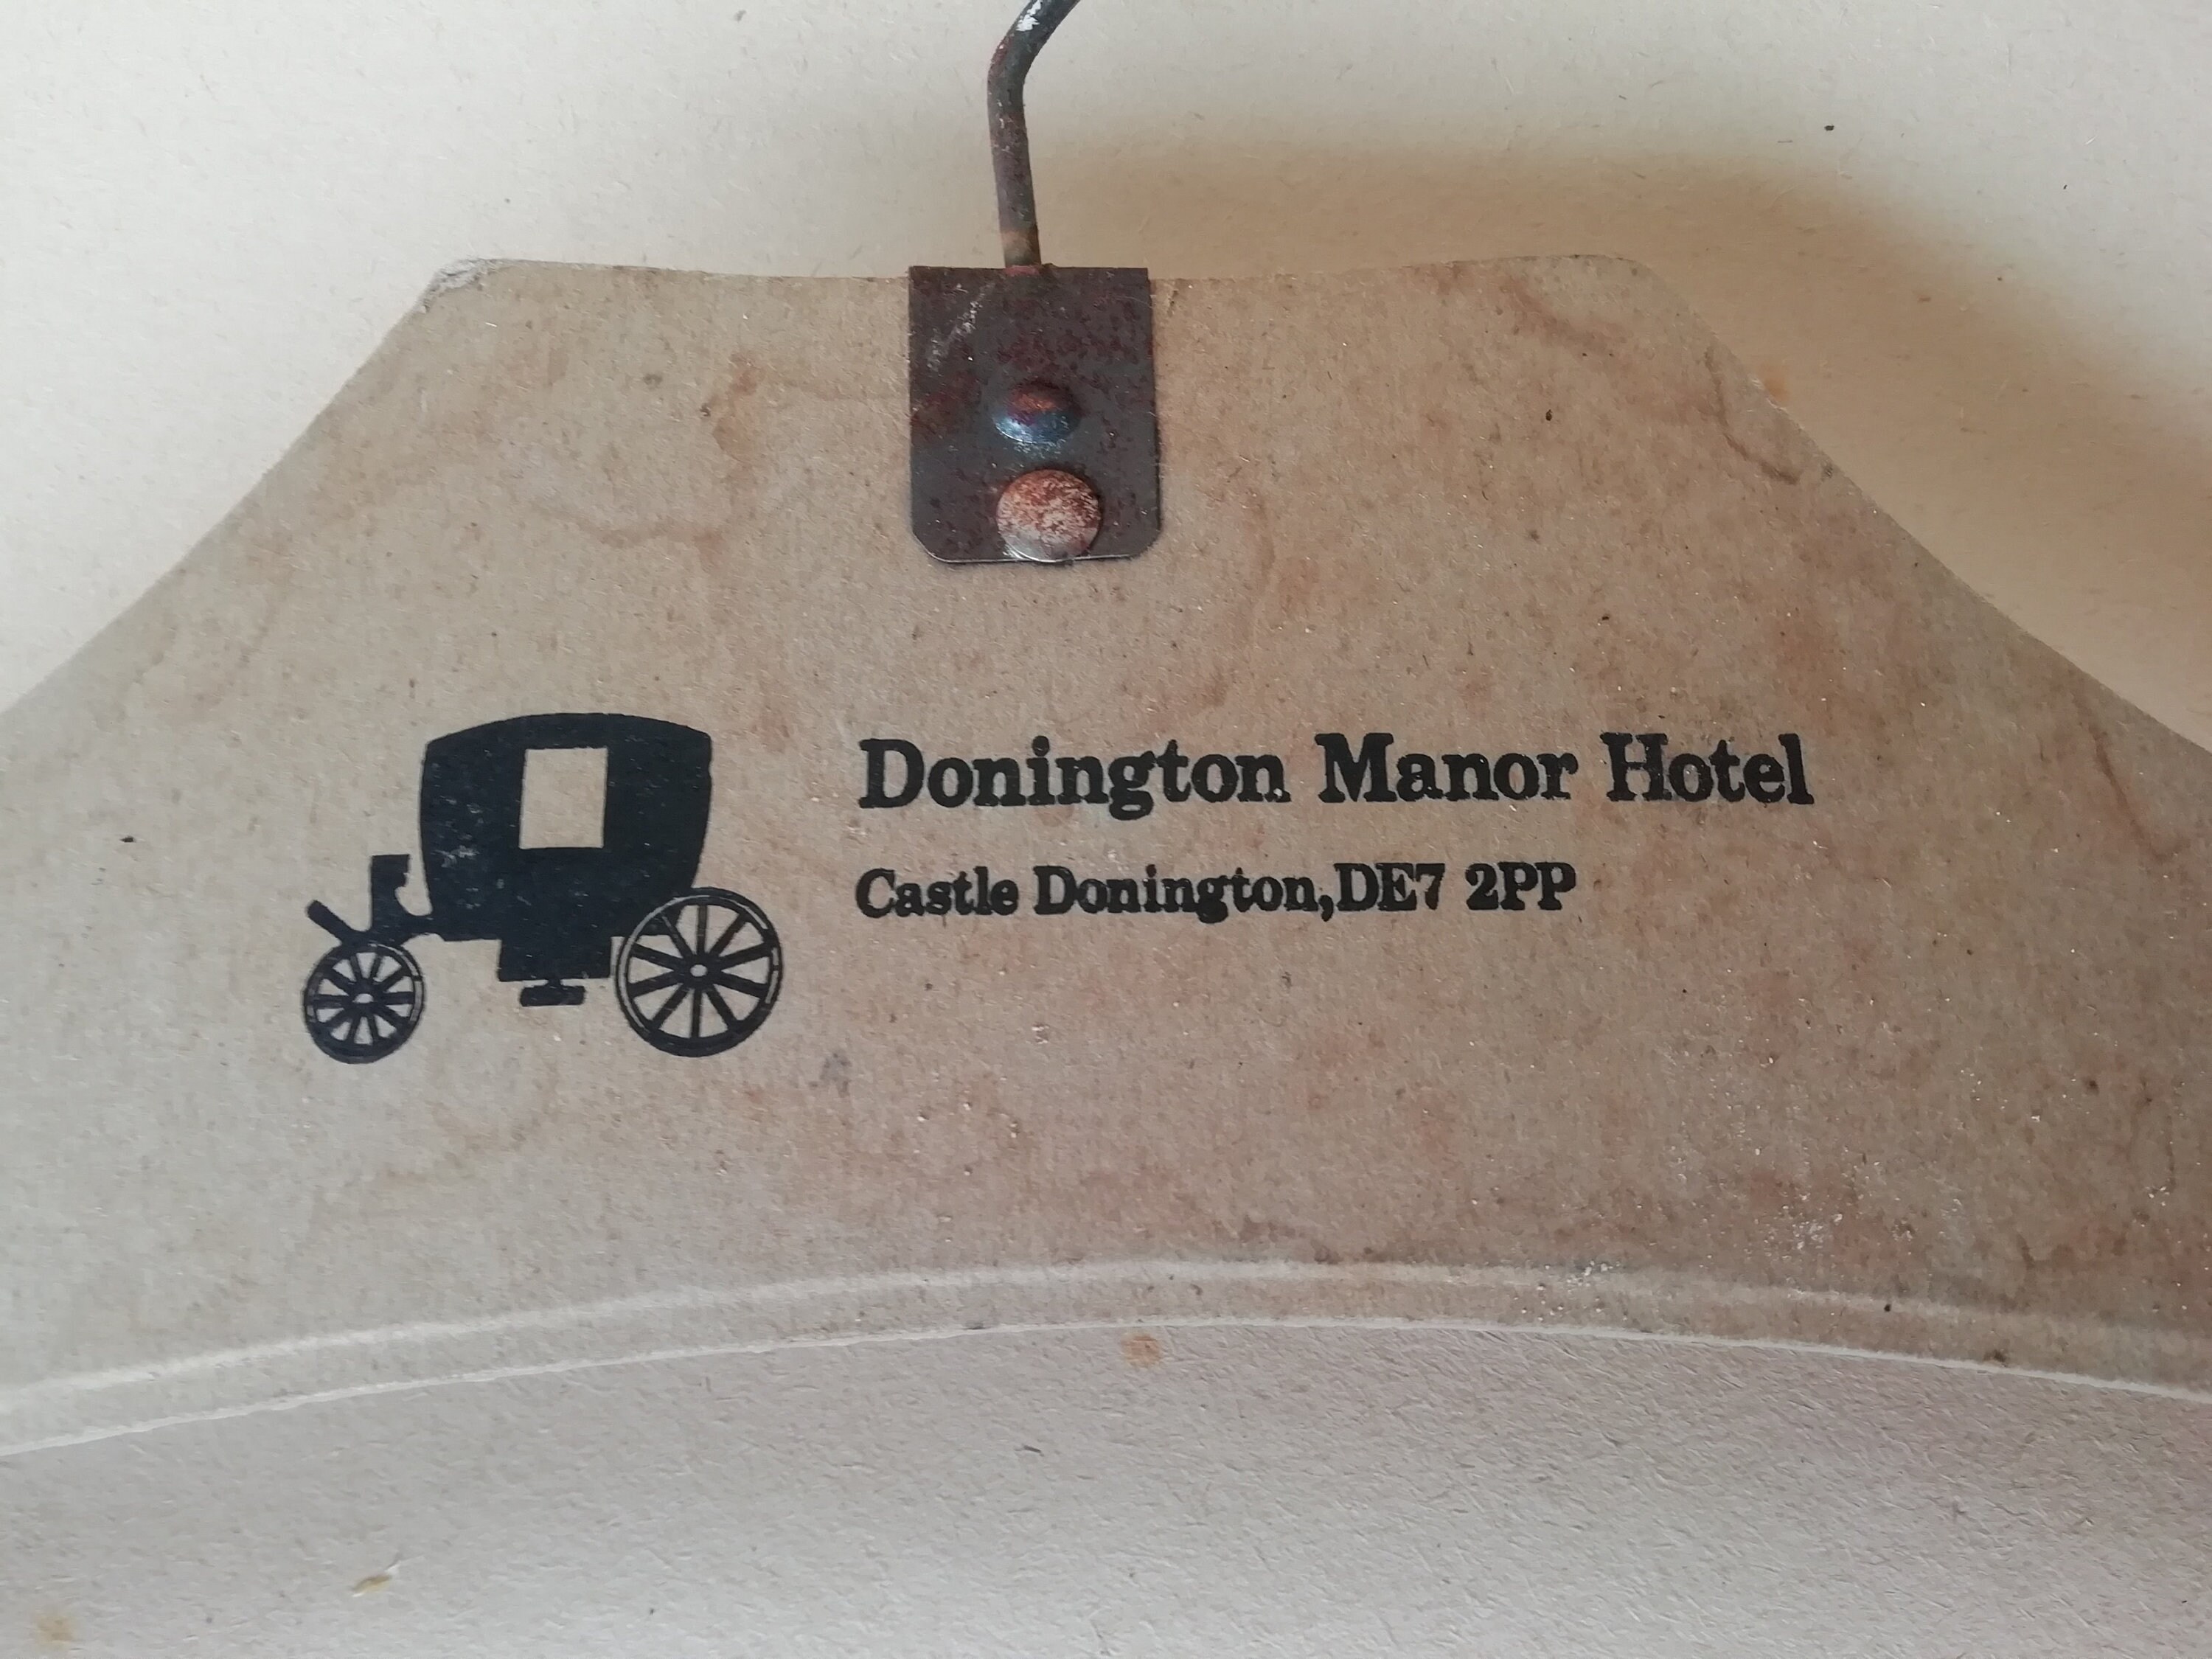 Donington Manor Hotel
Castle Donington,DE7 2PP